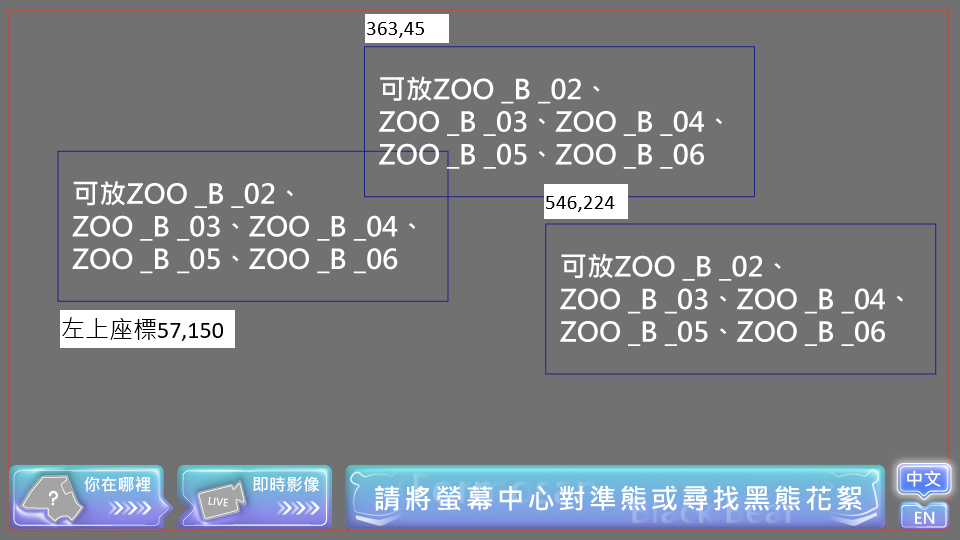 363,45
可放ZOO _B _02、
ZOO _B _03、ZOO _B _04、
ZOO _B _05、ZOO _B _06
可放ZOO _B _02、
ZOO _B _03、ZOO _B _04、
ZOO _B _05、ZOO _B _06
左上座標57,150
546,224
可放ZOO _B _02、
ZOO _B _03、ZOO _B _04、
ZOO _B _05、ZOO _B _06
?
你在哪裡
LIVE
即時影像
請將螢幕中心對準熊或尋找黑熊花絮
Black Bear
中文
EN